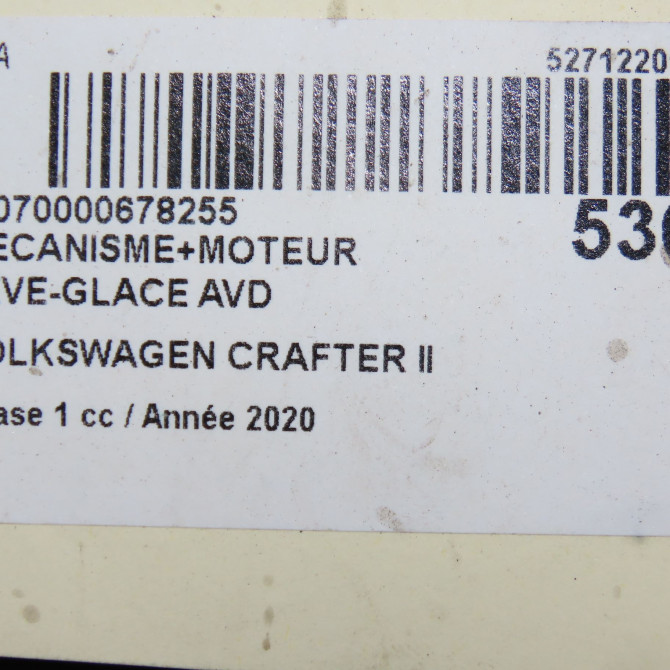 A 5271220
070000678255
ECANISME+MOTEUR 53
VE-GLACE AVD
OLKSWAGEN CRAFTER II
ase 1 cc / Année 2020